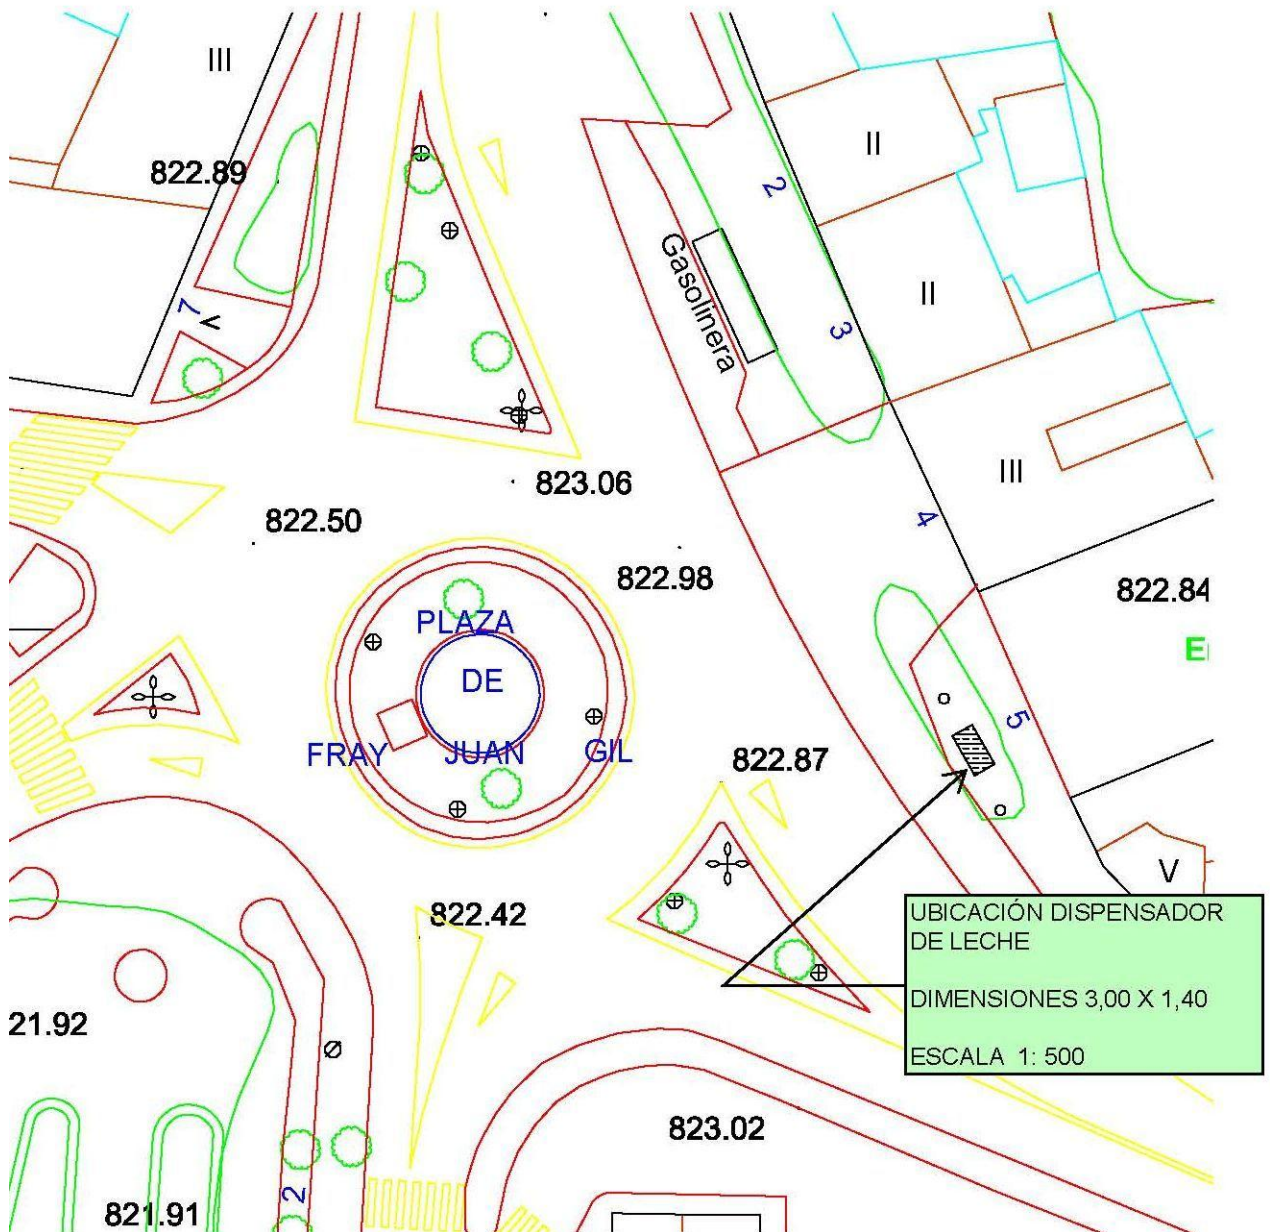 III
822.89
II
2
Gasolinera
II
7
3
823.06
III
822.50
4
822.98
822.84
PLAZA
DE
5
FRAY JUAN GIL
822.87
V
UBICACIÓN DISPENSADOR
DE LECHE
822.42
DIMENSIONES 3,00 X 1,40
21.92
ESCALA 1: 500
823.02
2
821.91